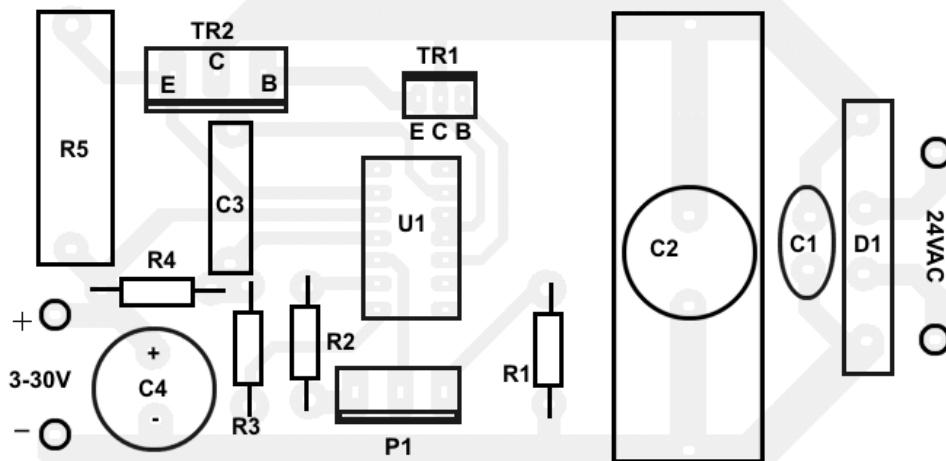 TR2
C
E
B
TR1
E C B
R5
C3
U1
C2
C1
D1
24VAC
R4
+
3-30V
-
+
C4
-
R3
R2
R1
P1